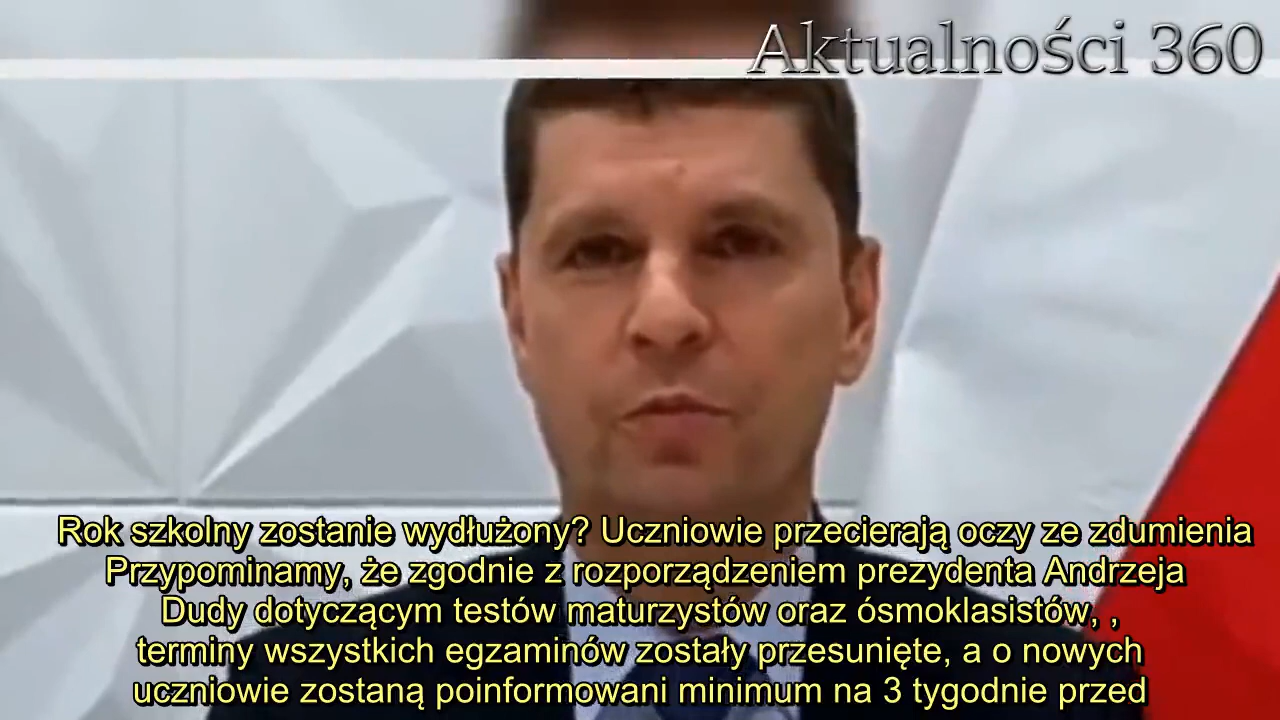 Aktualności 360
Rok szkolny zostanie wydłużony? Uczniowie przecierają oczy ze zdumienia
Przypominamy, że zgodnie z rozporządzeniem prezydenta Andrzeja
Dudy dotyczącym testów maturzystów oraz ósmoklasistów, ,
terminy wszystkich egzaminów zostały przesunięte, a o nowych
uczniowie zostaną poinformowani minimum na 3 tygodnie przed